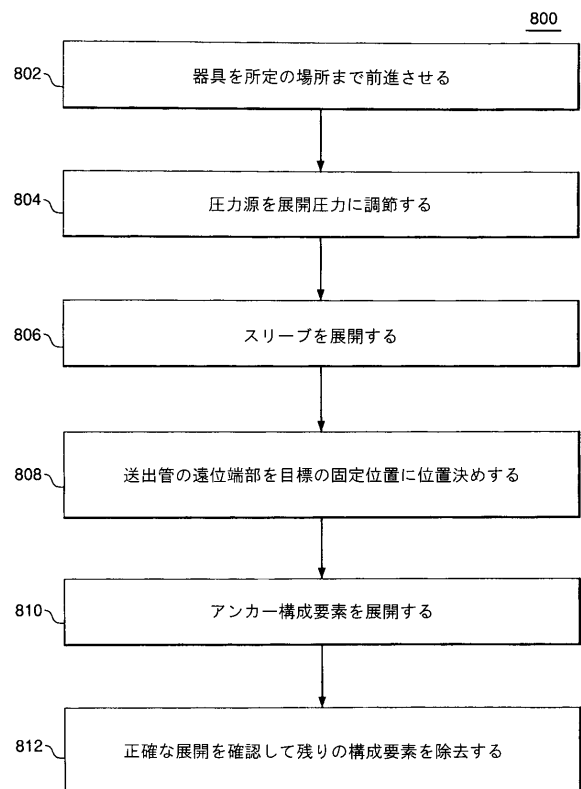 800
802
器具を所定の場所まで前進させる
804
圧力源を展開圧力に調節する
806
スリーブを展開する
808
送出管の遠位端部を目標の固定位置に位置決めする
810
アンカー構成要素を展開する
812
正確な展開を確認して残りの構成要素を除去する